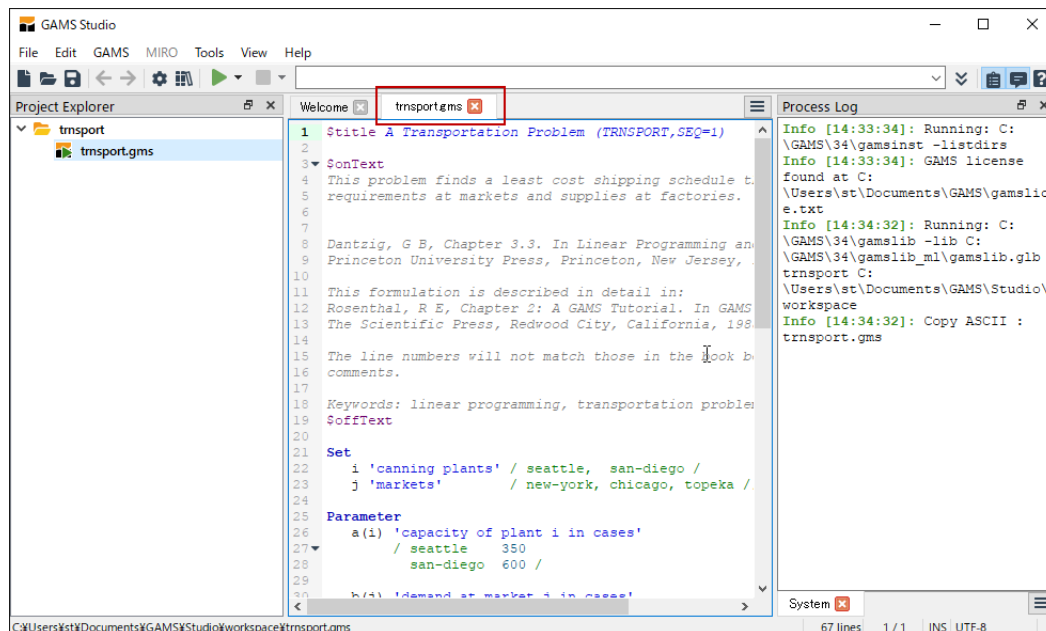 GAMS Studio
File Edit GAMS MIRO Tools View Help
Project Explorer
trnsport
trnsport.gms
Welcome
trnsport.gms
1 $title A Transportation Problem (TRNSPORT,SEQ=1)
2
3 $onText
4 This problem finds a least cost shipping schedule
5 requirements at markets and supplies at factories.
6
7
8 Dantzig, G B, Chapter 3.3. In Linear Programming
9 Princeton University Press, Princeton, New Jersey,
10
11 This formulation is described in detail in:
12 Rosenthal, R E, Chapter 2: A GAMS Tutorial. In GAMS
13 The Scientific Press, Redwood City, California, 198
14
15 The line numbers will not match those in the book
16 comments.
17
18 Keywords: linear programming, transportation
19 $offText
20
21 Set
22 i 'canning plants' / seattle, san-diego /
23 j 'markets' / new-york, chicago, topeka /
24
25 Parameter
26 a(i) 'capacity of plant i in cases'
27 / seattle 350
28 san-diego 600 /
29
30 b(j) 'demand at market j in cases'
Process Log
Info [14:33:34]: Running: C:
\GAMS\34\gamsinst -listdirs
Info [14:33:34]: GAMS license
found at C:
\Users\st\Documents\GAMS\gamslic
e.txt
Info [14:34:32]: Running: C:
\GAMS\34\gamslib -lib C:
\GAMS\34\gamslib_ml\gamslib.glb
trnsport C:
\Users\st\Documents\GAMS\Studio\
workspace
Info [14:34:32]: Copy ASCII :
trnsport.gms
System
C:¥Users¥st¥Documents¥GAMS¥Studio¥workspace¥trnsport.gms
67 lines 1 / 1 INS UTF-8